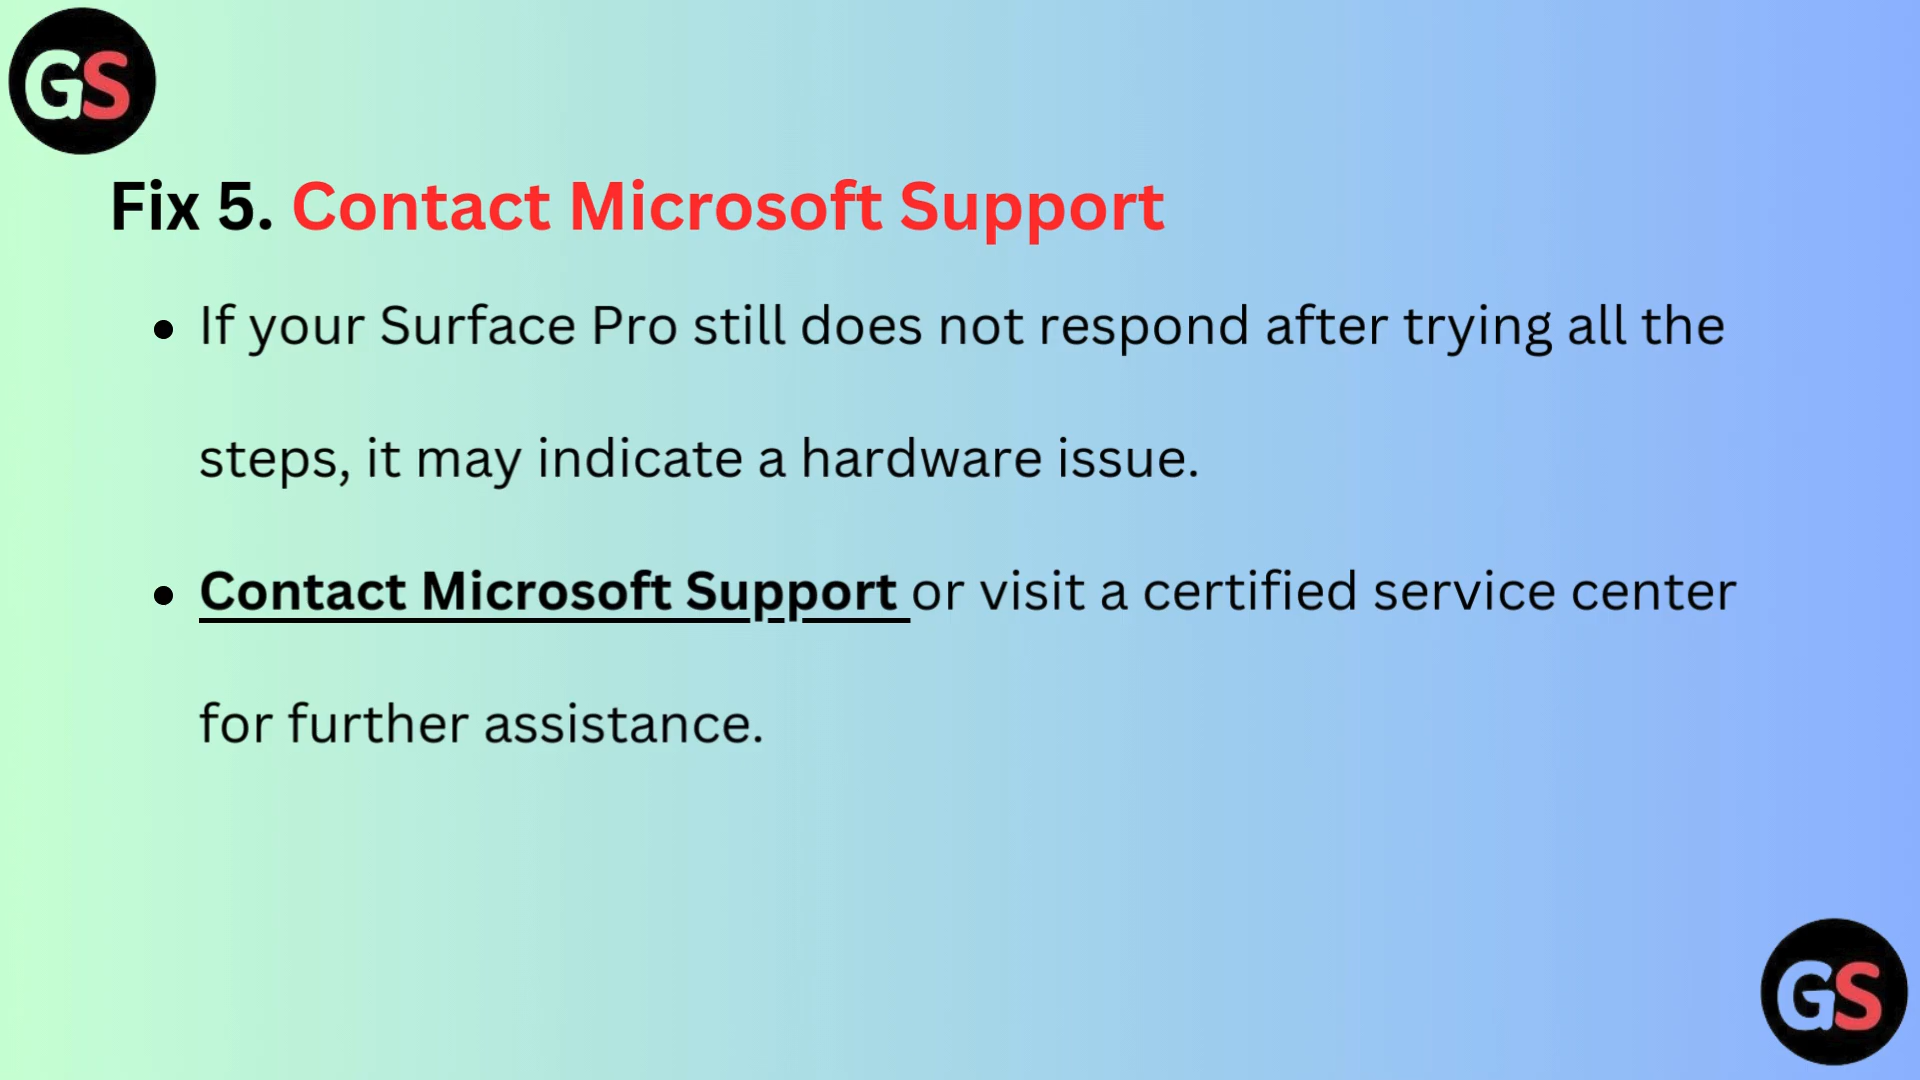 GS
Fix 5. Contact Microsoft Support
• If your Surface Pro still does not respond after trying all the
steps, it may indicate a hardware issue.
• Contact Microsoft Support or visit a certified service center
for further assistance.
GS